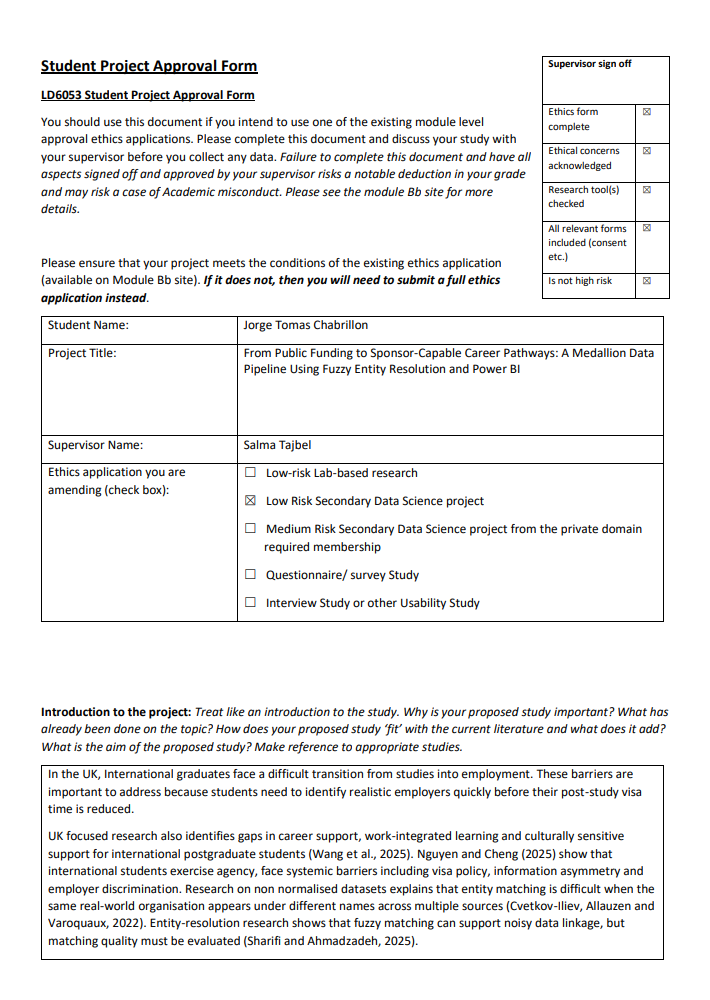 Student Project Approval Form
LD6053 Student Project Approval Form
You should use this document if you intend to use one of the existing module level
approval ethics applications. Please complete this document and discuss your study with
your supervisor before you collect any data. Failure to complete this document and have all
aspects signed off and approved by your supervisor risks a notable deduction in your grade
and may risk a case of Academic misconduct. Please see the module Bb site for more
details.
Please ensure that your project meets the conditions of the existing ethics application
(available on Module Bb site). If it does not, then you will need to submit a full ethics
application instead.
Supervisor sign off
Ethics form
complete ☒
Ethical concerns
acknowledged ☒
Research tool(s)
checked ☒
All relevant forms
included (consent
etc.) ☒
Is not high risk ☒
Student Name: Jorge Tomas Chabrillon
Project Title: From Public Funding to Sponsor-Capable Career Pathways: A Medallion Data
Pipeline Using Fuzzy Entity Resolution and Power BI
Supervisor Name: Salma Tajbel
Ethics application you are
amending (check box):
☐ Low-risk Lab-based research
☒ Low Risk Secondary Data Science project
☐ Medium Risk Secondary Data Science project from the private domain
required membership
☐ Questionnaire/ survey Study
☐ Interview Study or other Usability Study
Introduction to the project: Treat like an introduction to the study. Why is your proposed study important? What has
already been done on the topic? How does your proposed study ‘fit’ with the current literature and what does it add?
What is the aim of the proposed study? Make reference to appropriate studies.
In the UK, International graduates face a difficult transition from studies into employment. These barriers are
important to address because students need to identify realistic employers quickly before their post-study visa
time is reduced.
UK focused research also identifies gaps in career support, work-integrated learning and culturally sensitive
support for international postgraduate students (Wang et al., 2025). Nguyen and Cheng (2025) show that
international students exercise agency, face systemic barriers including visa policy, information asymmetry and
employer discrimination. Research on non normalised datasets explains that entity matching is difficult when the
same real-world organisation appears under different names across multiple sources (Cvetkov-Iliev, Allauzen and
Varoquaux, 2022). Entity-resolution research shows that fuzzy matching can support noisy data linkage, but
matching quality must be evaluated (Sharifi and Ahmadzadeh, 2025).